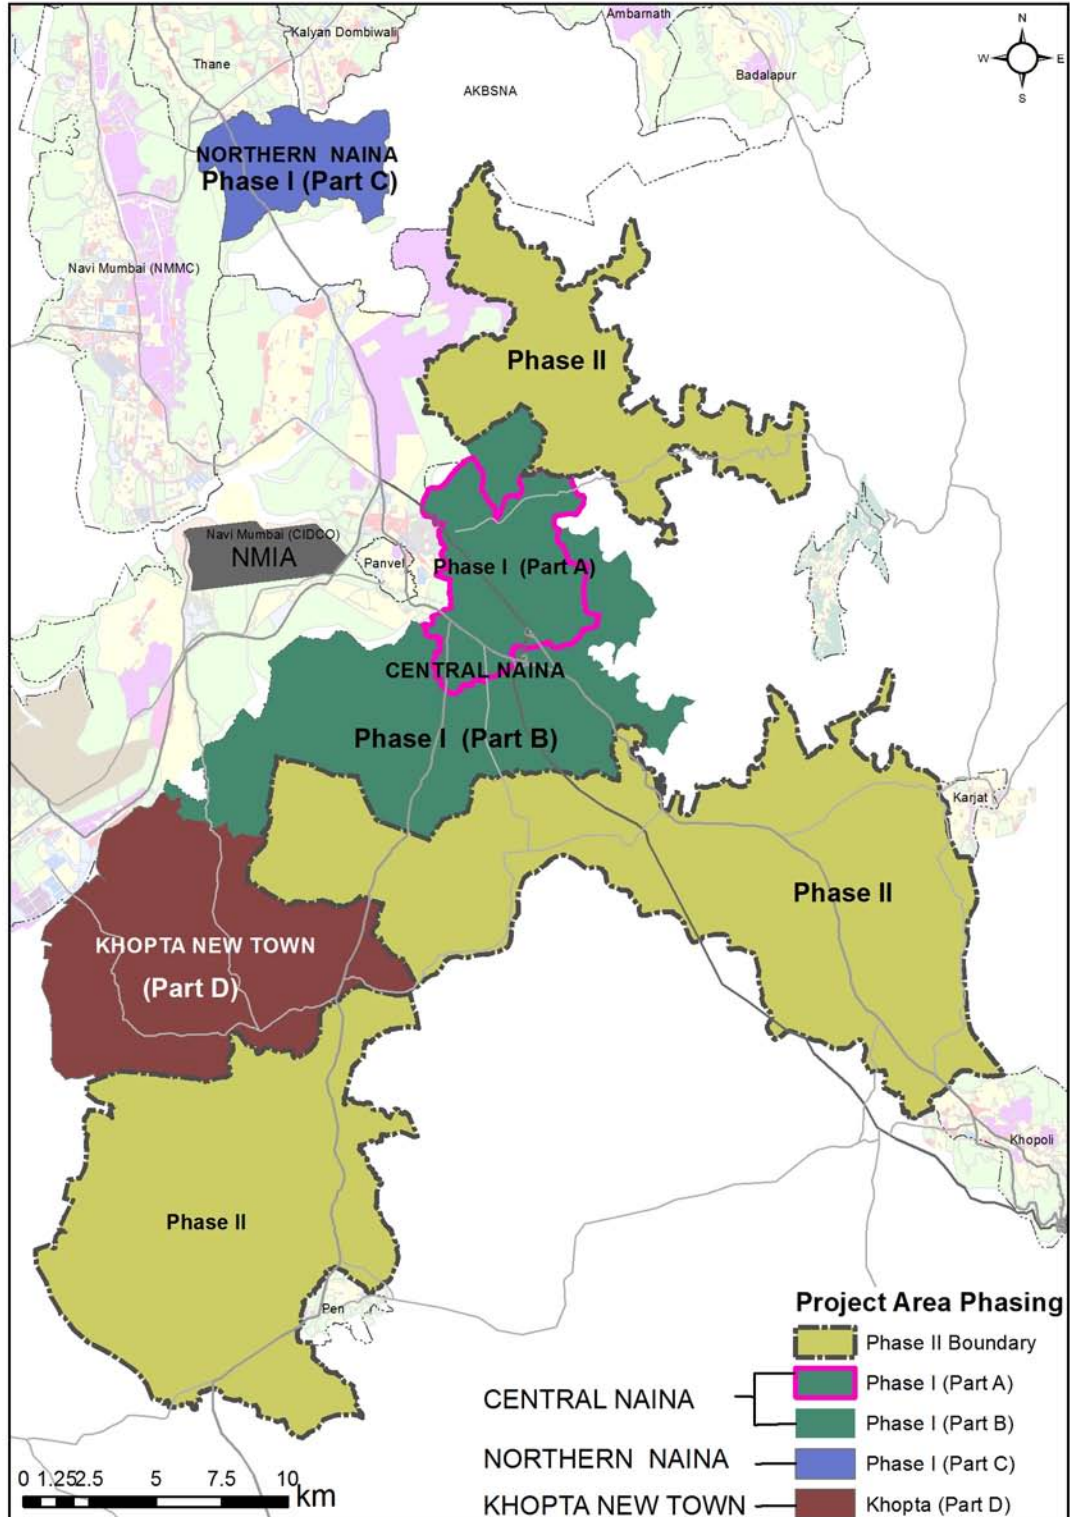 Ambarnath
N
Kalyan Dombiwali
W E
Thane
Badalapur
AKBSNA
S
NORTHERN NAINA
Phase I (Part C)
Navi Mumbai (NMMC)
Phase II
Navi Mumbai (CIDCO)
NMIA
Panvel
Phase I (Part A)
CENTRAL NAINA
Phase I (Part B)
Karjat
Phase II
KHOPTA NEW TOWN
(Part D)
Khopoli
Phase II
Pen
Project Area Phasing
Phase II Boundary
CENTRAL NAINA
Phase I (Part A)
Phase I (Part B)
NORTHERN NAINA
Phase I (Part C)
KHOPTA NEW TOWN
Khopta (Part D)
0 1.25 2.5 5 7.5 10
km